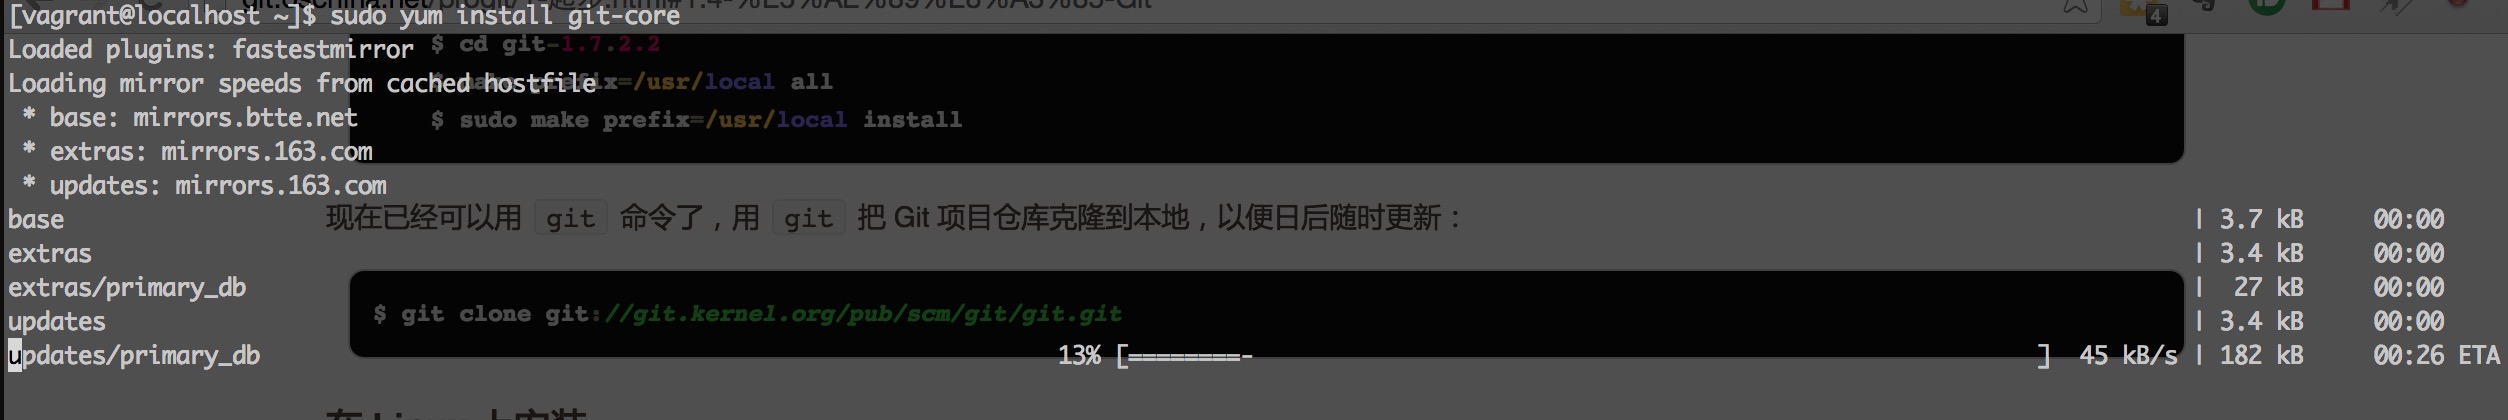 [vagrant@localhost ~]$ sudo yum install git-core
Loaded plugins: fastestmirror
Loading mirror speeds from cached hostfile
* base: mirrors.btte.net
* extras: mirrors.163.com
* updates: mirrors.163.com
base | 3.7 kB 00:00
extras | 3.4 kB 00:00
extras/primary_db | 27 kB 00:00
updates | 3.4 kB 00:00
updates/primary_db 13% [========- ] 45 kB/s | 182 kB 00:26 ETA
$ cd git-1.7.2.2
$ make prefix=/usr/local all
$ sudo make prefix=/usr/local install
现在已经可以用 git 命令了，用 git 把 Git 项目仓库克隆到本地，以便日后随时更新：
$ git clone git://git.kernel.org/pub/scm/git/git.git
4